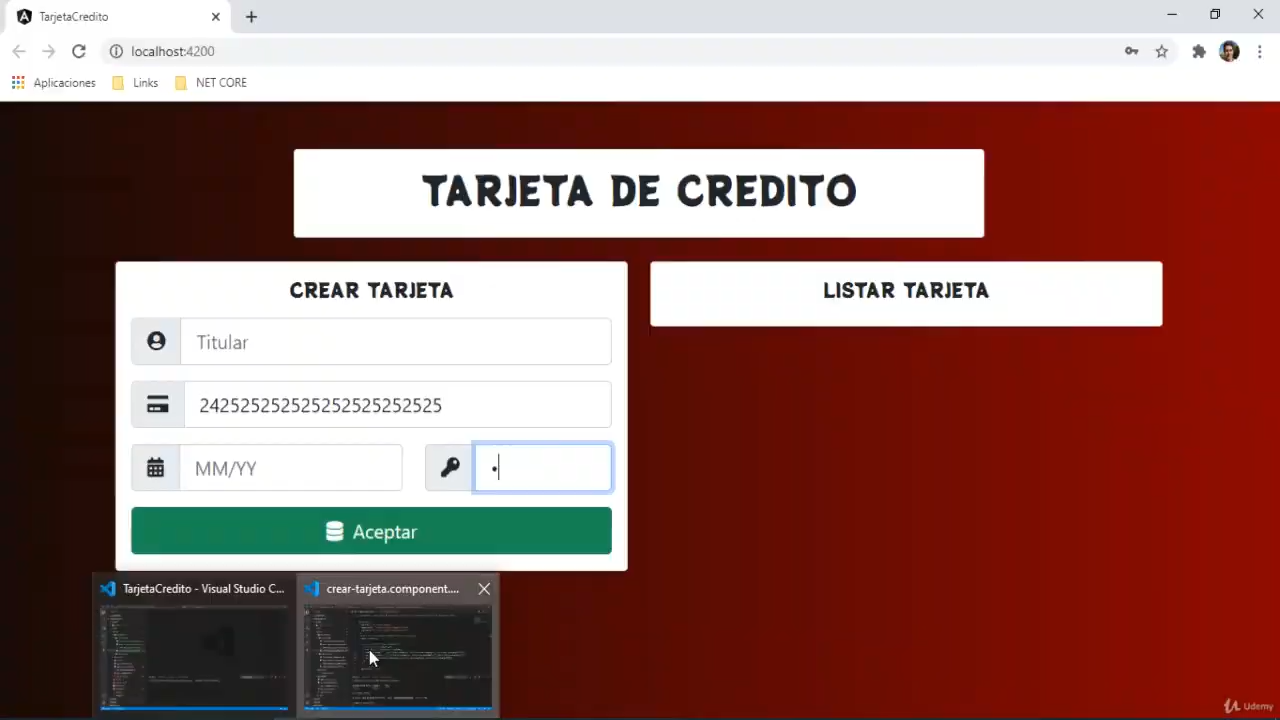 TarjetaCredito
localhost:4200
Aplicaciones Links NET CORE
TARJETA DE CREDITO
CREAR TARJETA
Titular
242525252525252525252525
MM/YY
Aceptar
LISTAR TARJETA
TarjetaCredito - Visual Studio C...
crear-tarjeta.component....
Udemy